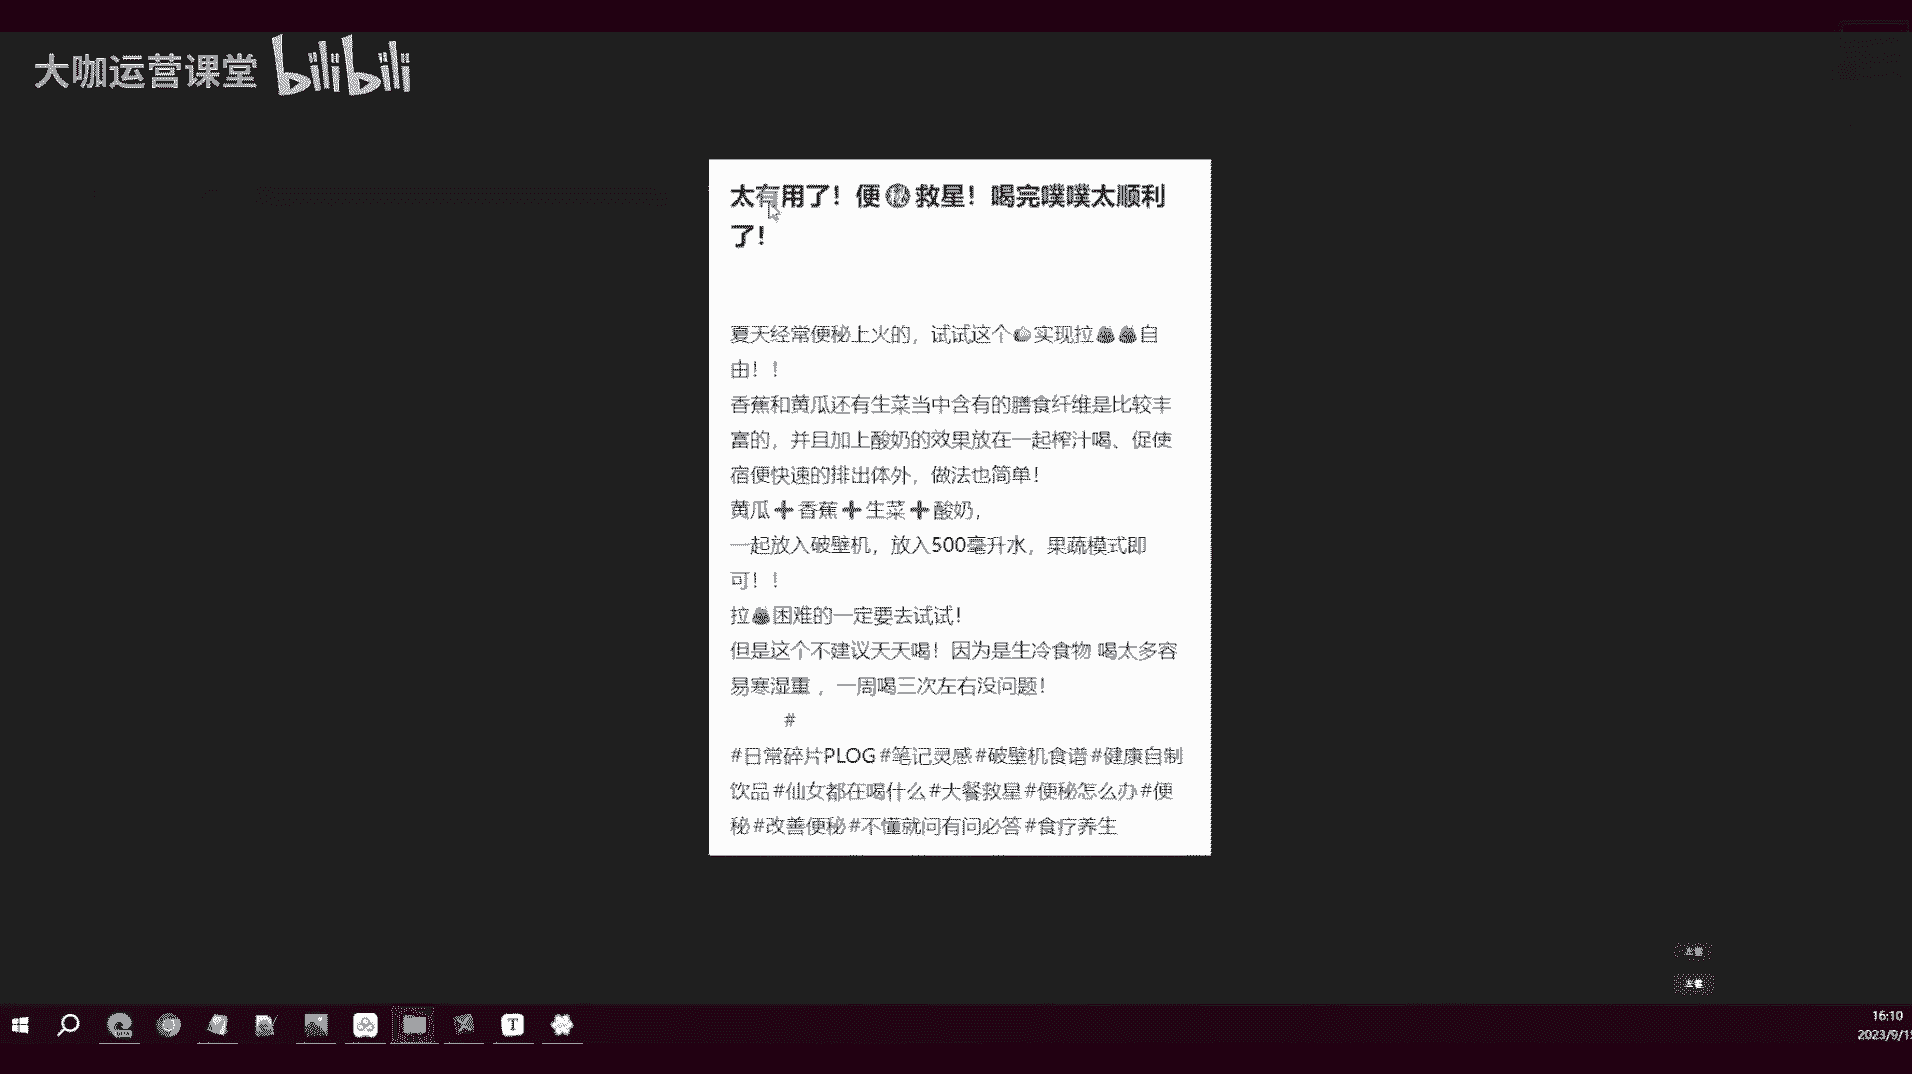 大咖运营课堂 bilibili
太有用了！便㊙救星！喝完噗噗太顺利
了！
夏天经常便秘上火的，试试这个实现拉💩💩自
由！！
香蕉和黄瓜还有生菜当中含有的膳食纤维是比较丰
富的，并且加上酸奶的效果放在一起榨汁喝、促使
宿便快速的排出体外，做法也简单！
黄瓜➕香蕉➕生菜➕酸奶，
一起放入破壁机，放入500毫升水，果蔬模式即
可！！
拉💩困难的一定要去试试！
但是这个不建议天天喝！因为是生冷食物 喝太多容
易寒湿重 ，一周喝三次左右没问题！
#
#日常碎片PLOG#笔记灵感#破壁机食谱#健康自制
饮品#仙女都在喝什么#大餐救星#便秘怎么办#便
秘#改善便秘#不懂就问有问必答#食疗养生
T
16:10